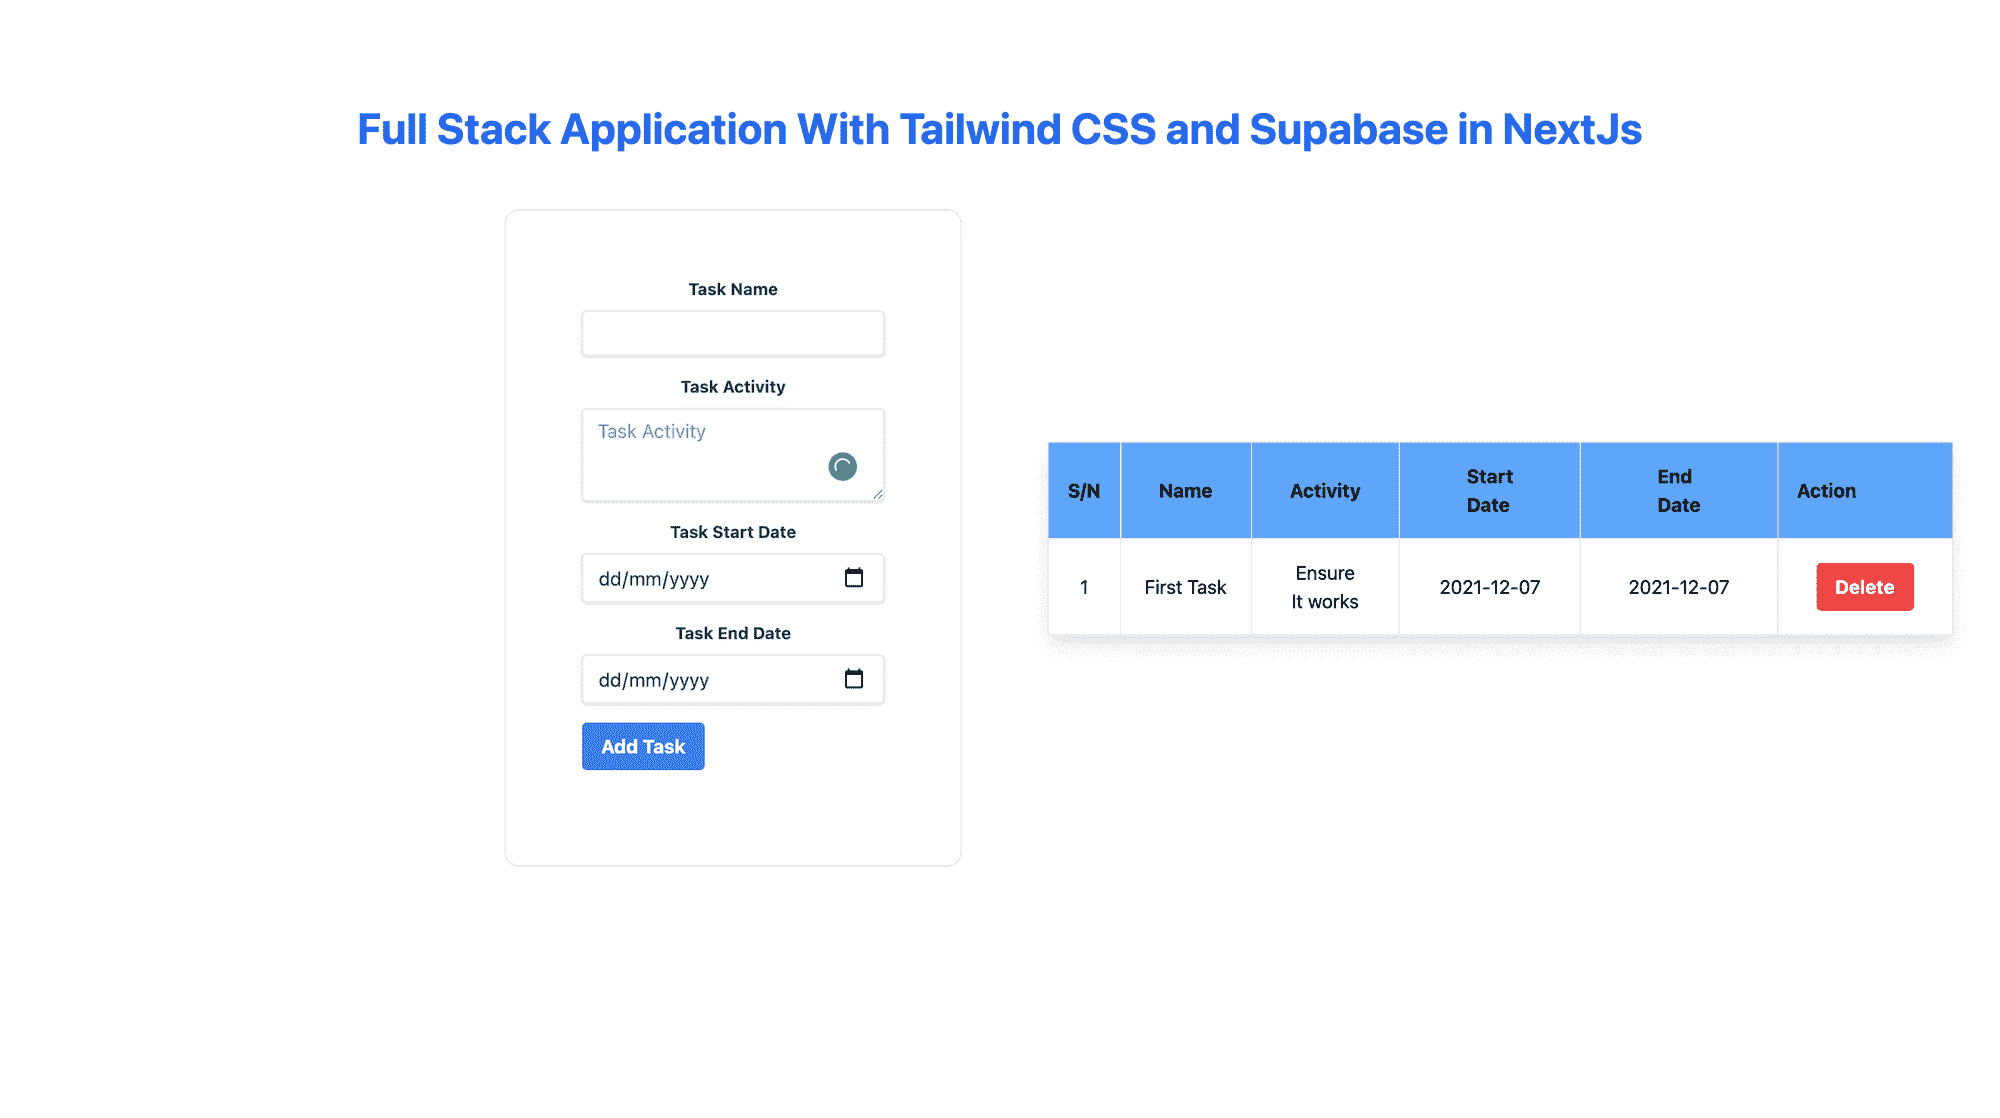 Full Stack Application With Tailwind CSS and Supabase in NextJs
Task Name
Task Activity
Task Activity
Task Start Date
dd/mm/yyyy
Task End Date
dd/mm/yyyy
Add Task
S/N
Name
Activity
Start
Date
End
Date
Action
1
First Task
Ensure
It works
2021-12-07
2021-12-07
Delete